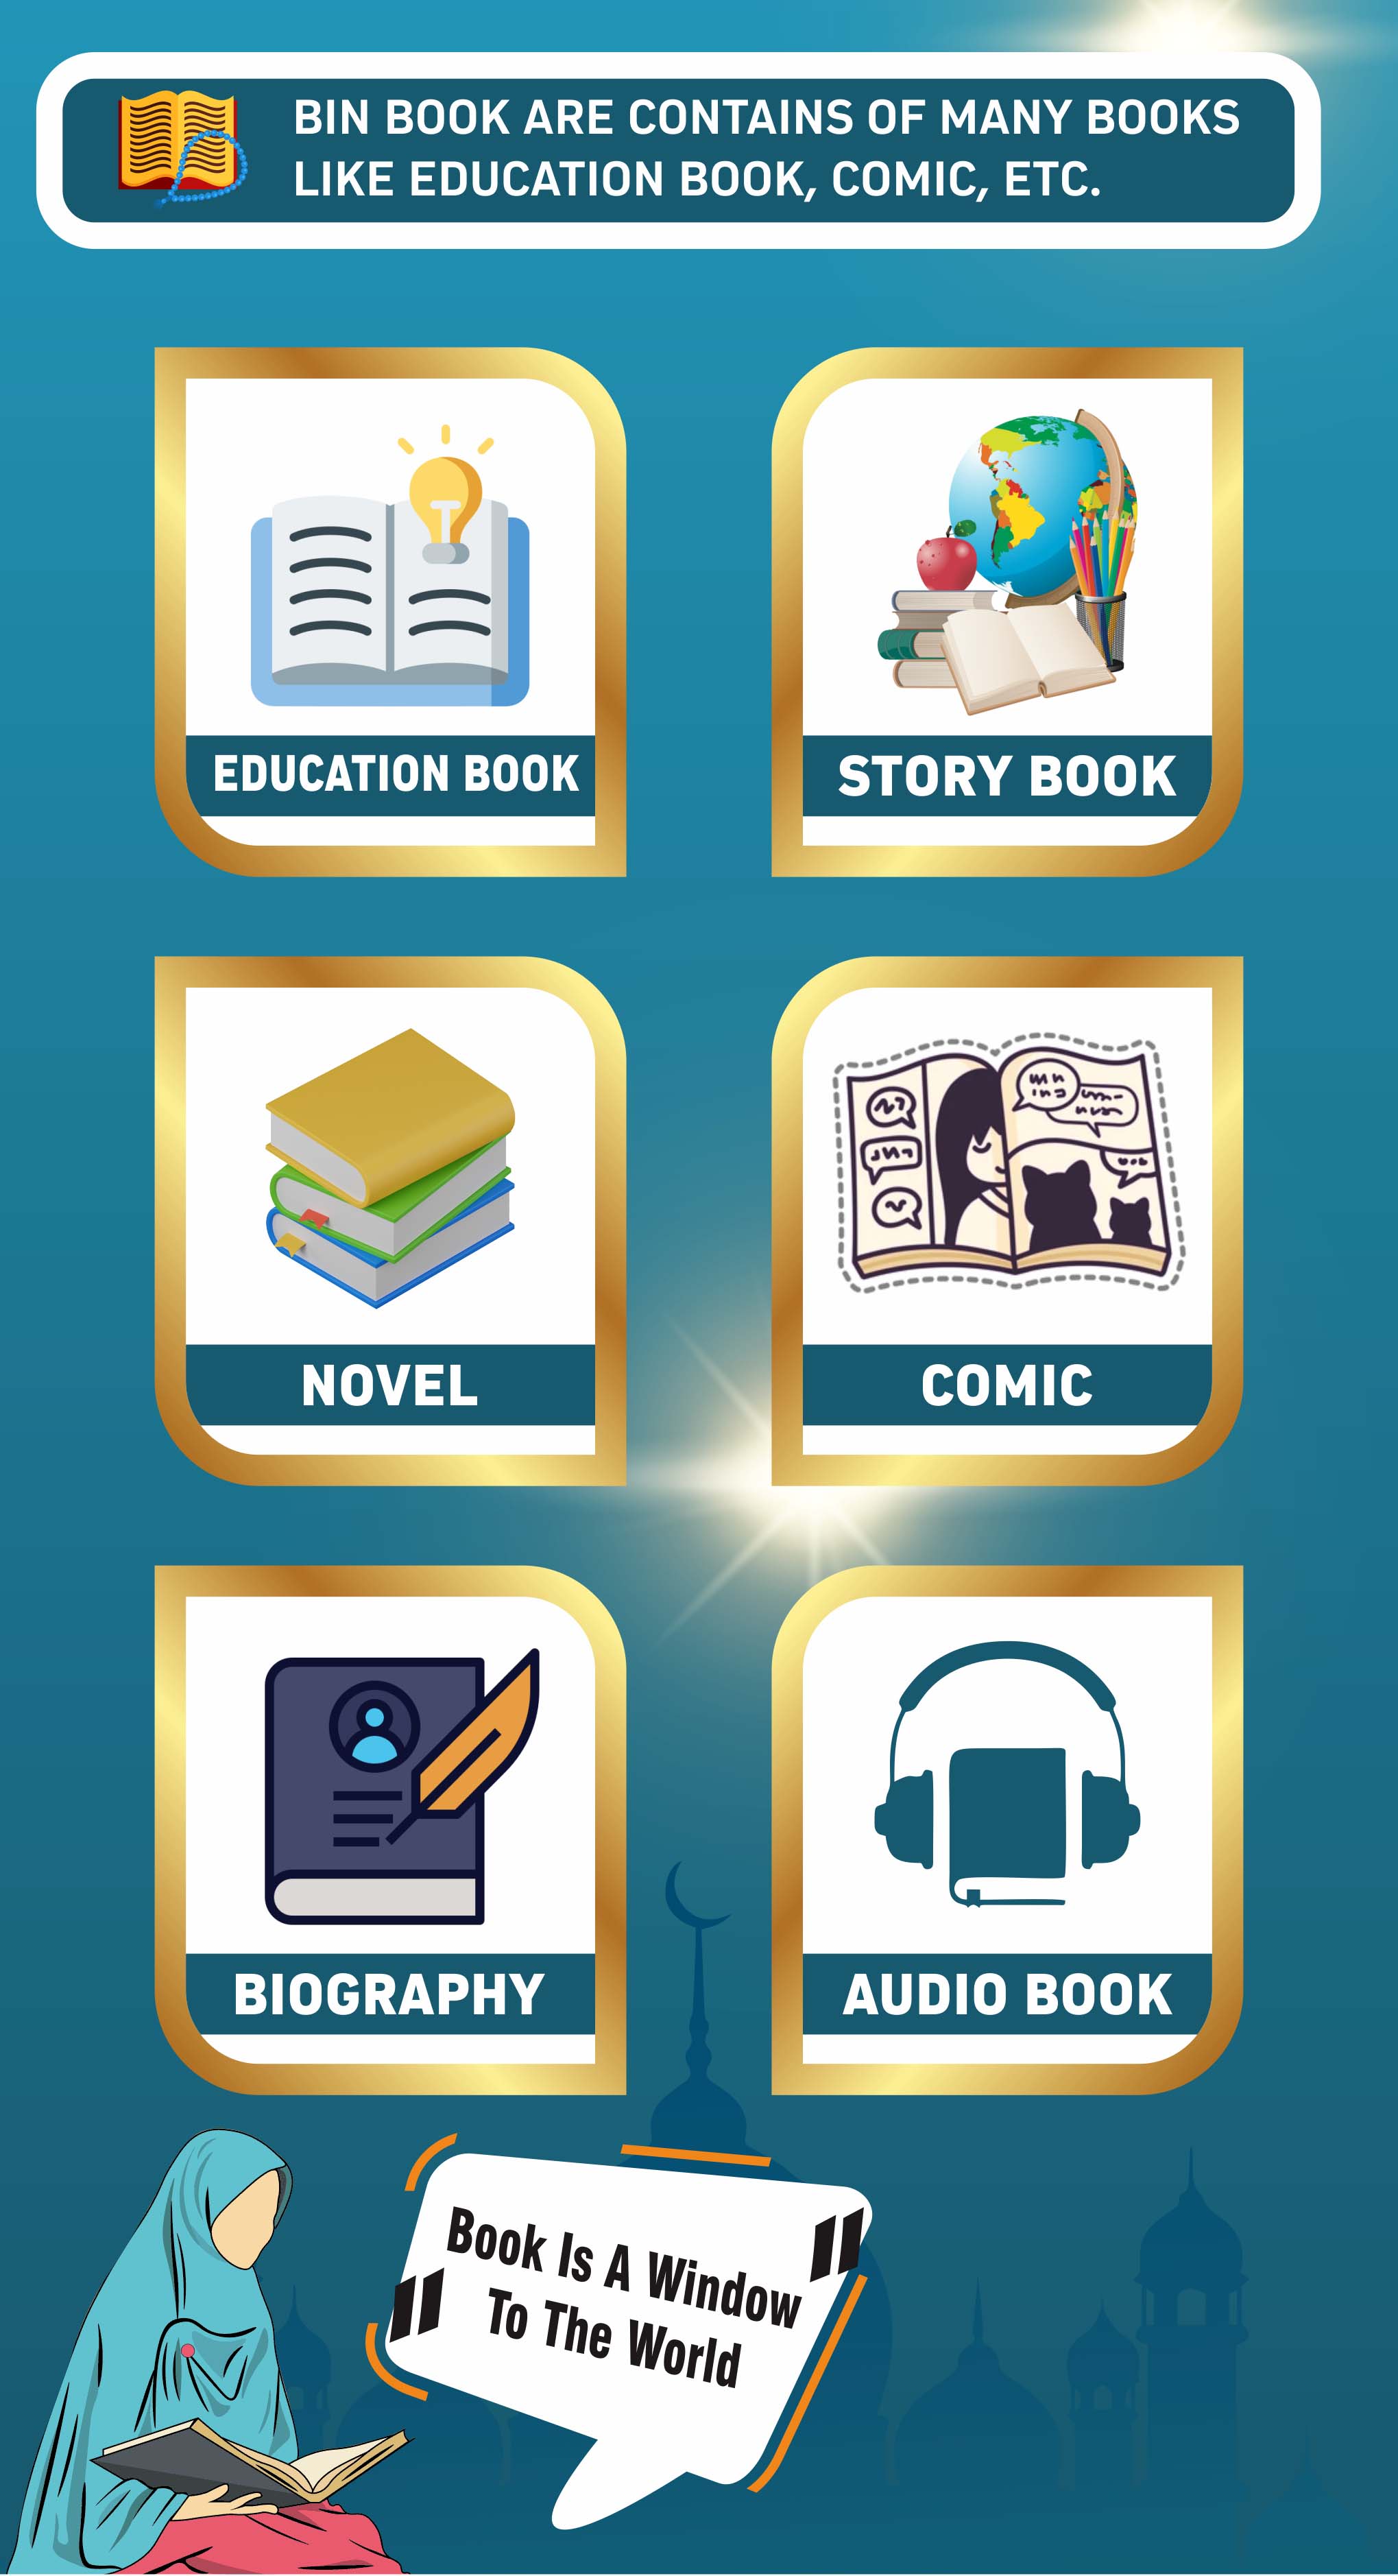 BIN BOOK ARE CONTAINS OF MANY BOOKS
LIKE EDUCATION BOOK, COMIC, ETC.
EDUCATION BOOK
STORY BOOK
NOVEL
COMIC
BIOGRAPHY
AUDIO BOOK
"Book Is A Window
To The World"